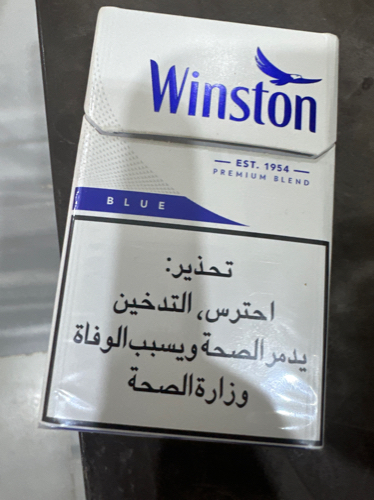 Winston
EST. 1954
PREMIUM BLEND
BLUE
تحذير:
احترس، التدخين
يدمر الصحة ويسبب الوفاة
وزارة الصحة